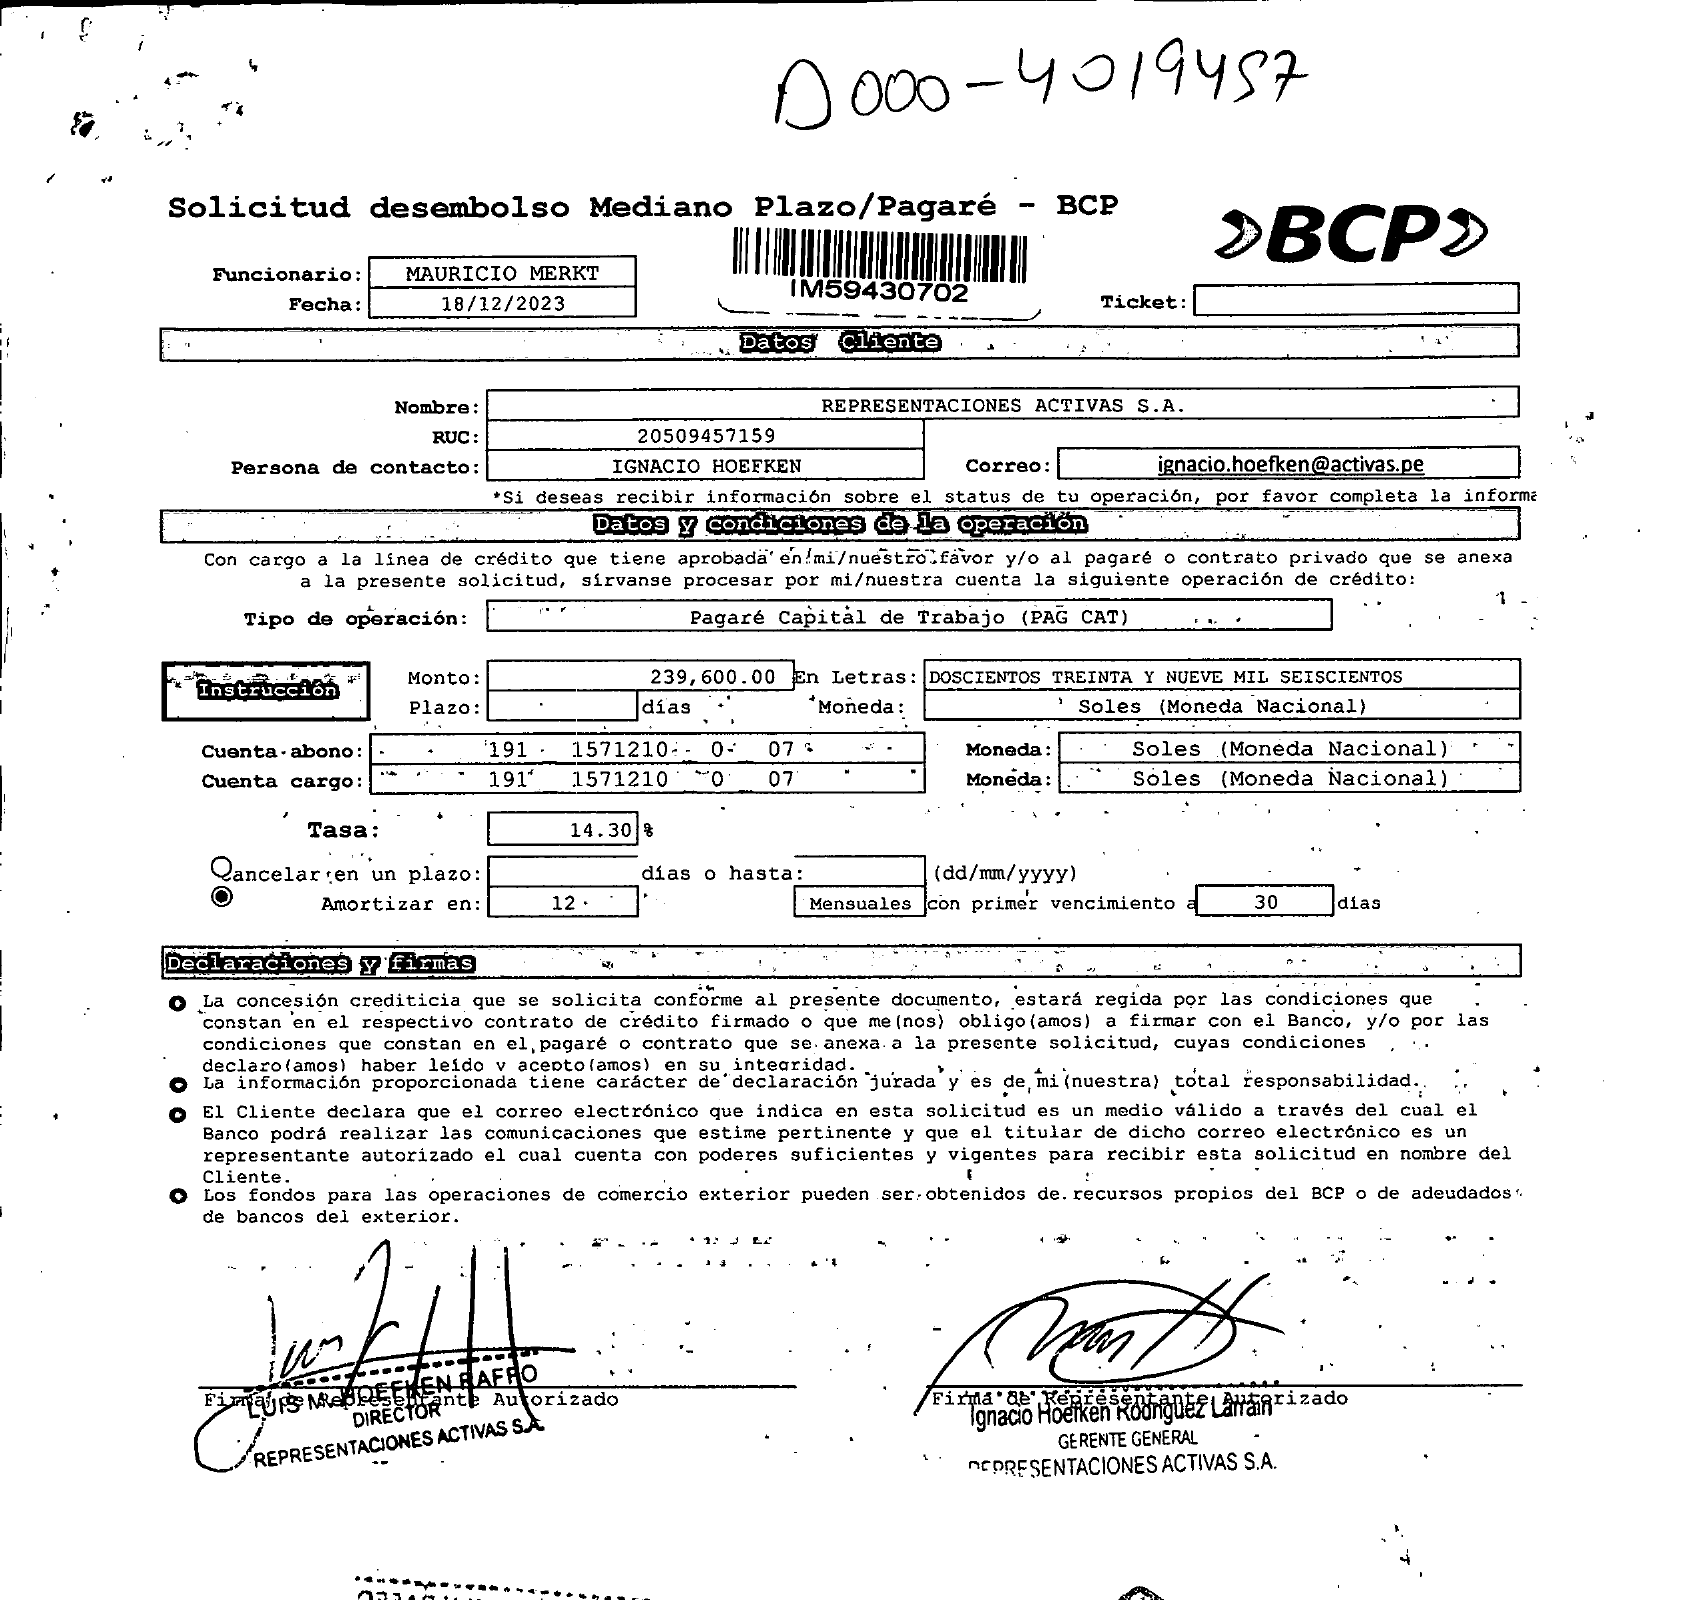 D000-4019457
Solicitud desembolso Mediano Plazo/Pagaré - BCP
BCP
Funcionario: MAURICIO MERKT
IM59430702
Fecha: 18/12/2023
Ticket:
Datos Cliente
Nombre: REPRESENTACIONES ACTIVAS S.A.
RUC: 20509457159
Persona de contacto: IGNACIO HOEFKEN Correo: ignacio.hoefken@activas.pe
*Si deseas recibir información sobre el status de tu operación, por favor completa la informa
Datos y condiciones de la operación
Con cargo a la línea de crédito que tiene aprobada en mi/nuestro favor y/o al pagaré o contrato privado que se anexa
a la presente solicitud, sírvanse procesar por mi/nuestra cuenta la siguiente operación de crédito:
Tipo de operación: Pagaré Capital de Trabajo (PAG CAT)
Instrucción
Monto: 239,600.00 En Letras: DOSCIENTOS TREINTA Y NUEVE MIL SEISCIENTOS
Plazo: días Moneda: Soles (Moneda Nacional)
Cuenta abono: 191 1571210 0 07 Moneda: Soles (Moneda Nacional)
Cuenta cargo: 191 1571210 0 07 Moneda: Soles (Moneda Nacional)
Tasa: 14.30 %
ancelar en un plazo: días o hasta: (dd/mm/yyyy)
Amortizar en: 12 Mensuales con primer vencimiento a 30 días
Declaraciones y firmas
La concesión crediticia que se solicita conforme al presente documento, estará regida por las condiciones que
constan en el respectivo contrato de crédito firmado o que me(nos) obligo(amos) a firmar con el Banco, y/o por las
condiciones que constan en el pagaré o contrato que se anexa a la presente solicitud, cuyas condiciones
declaro(amos) haber leído y acepto(amos) en su integridad.
La información proporcionada tiene carácter de declaración jurada y es de mi(nuestra) total responsabilidad.
El Cliente declara que el correo electrónico que indica en esta solicitud es un medio válido a través del cual el
Banco podrá realizar las comunicaciones que estime pertinente y que el titular de dicho correo electrónico es un
representante autorizado el cual cuenta con poderes suficientes y vigentes para recibir esta solicitud en nombre del
Cliente.
Los fondos para las operaciones de comercio exterior pueden ser obtenidos de recursos propios del BCP o de adeudados
de bancos del exterior.
Firma de Representante Autorizado
LUIS M. HOEFKEN RAFFO
DIRECTOR
REPRESENTACIONES ACTIVAS S.A.
Firma de Representante Autorizado
Ignacio Hoefken Rodriguez Larrain
GERENTE GENERAL
REPRESENTACIONES ACTIVAS S.A.